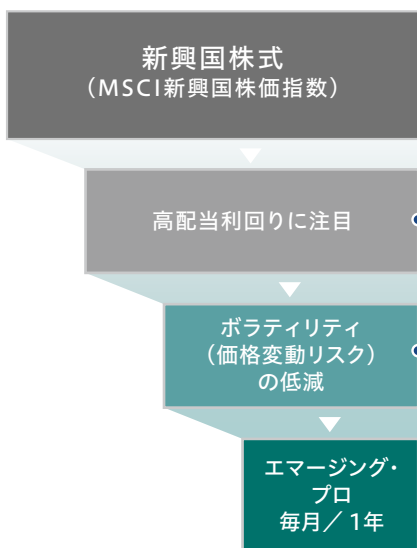 新興国株式
（MSCI新興国株価指数）
高配当利回りに注目
ボラティリティ
（価格変動リスク）
の低減
エマージング・
プロ
毎月／1年